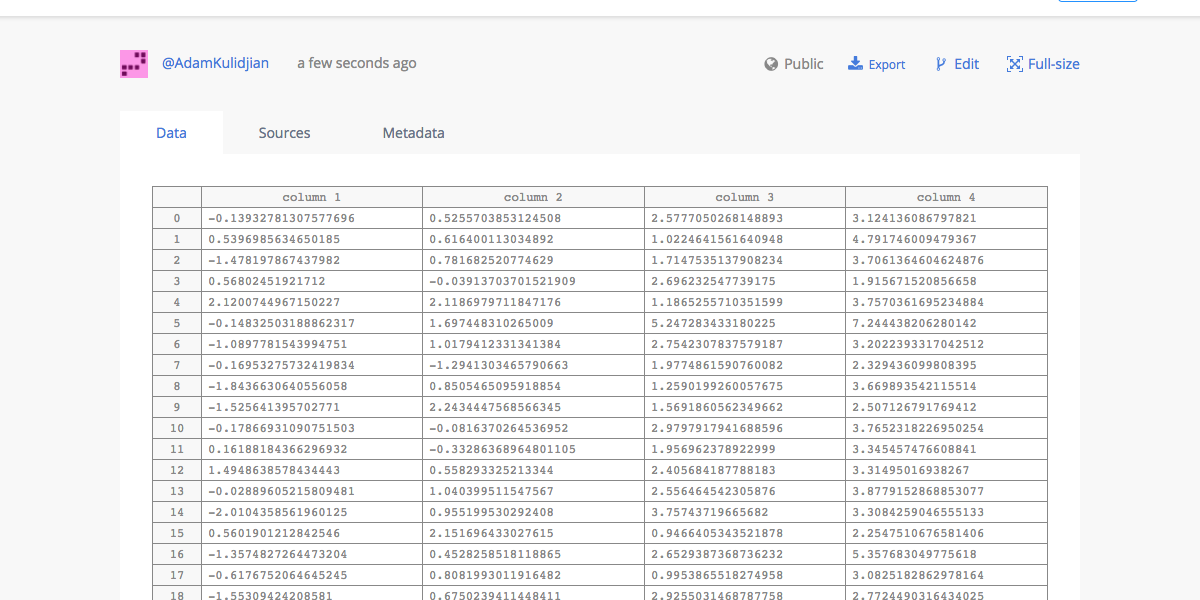 @AdamKulidjian a few seconds ago Public Export Edit Full-size
Data Sources Metadata
column 1 column 2 column 3 column 4
0 -0.13932781307577696 0.5255703853124508 2.5777050268148893 3.124136086797821
1 0.5396985634650185 0.616400113034892 1.0224641561640948 4.791746009479367
2 -1.478197867437982 0.781682520774629 1.7147535137908234 3.7061364604624876
3 0.56802451921712 -0.03913703701521909 2.696232547739175 1.915671520856658
4 2.1200744967150227 2.1186979711847176 1.1865255710351599 3.7570361695234884
5 -0.14832503188862317 1.697448310265009 5.247283433180225 7.244438206280142
6 -1.0897781543994751 1.0179412331341384 2.7542307837579187 3.2022393317042512
7 -0.16953275732419834 -1.2941303465790663 1.9774861590760082 2.329436099808395
8 -1.8436630640556058 0.8505465095918854 1.2590199260057675 3.669893542115514
9 -1.525641395702771 2.2434447568566345 1.5691860562349662 2.507126791769412
10 -0.17866931090751503 -0.0816370264536952 2.9797917941688596 3.7652318226950254
11 0.16188184366296932 -0.33286368964801105 1.956962378922999 3.3454577476608841
12 1.4948638578434443 0.558293325213344 2.405684187788183 3.31495016938267
13 -0.02889605215809481 1.040399511547567 2.556464542305876 3.8779152868853077
14 -2.0104358561960125 0.955199530292408 3.75743719665682 3.3084259046555133
15 0.5601901212842546 2.151696433027615 0.9466405343521878 2.2547510676581406
16 -1.3574827264473204 0.4528258518118865 2.6529387368736232 5.357683049775618
17 -0.6176752064645245 0.8081993011916482 0.9953865518274958 3.0825182862978164
18 -1.55309424208581 0.6750239411448411 2.9255031468787758 2.7724490316434025